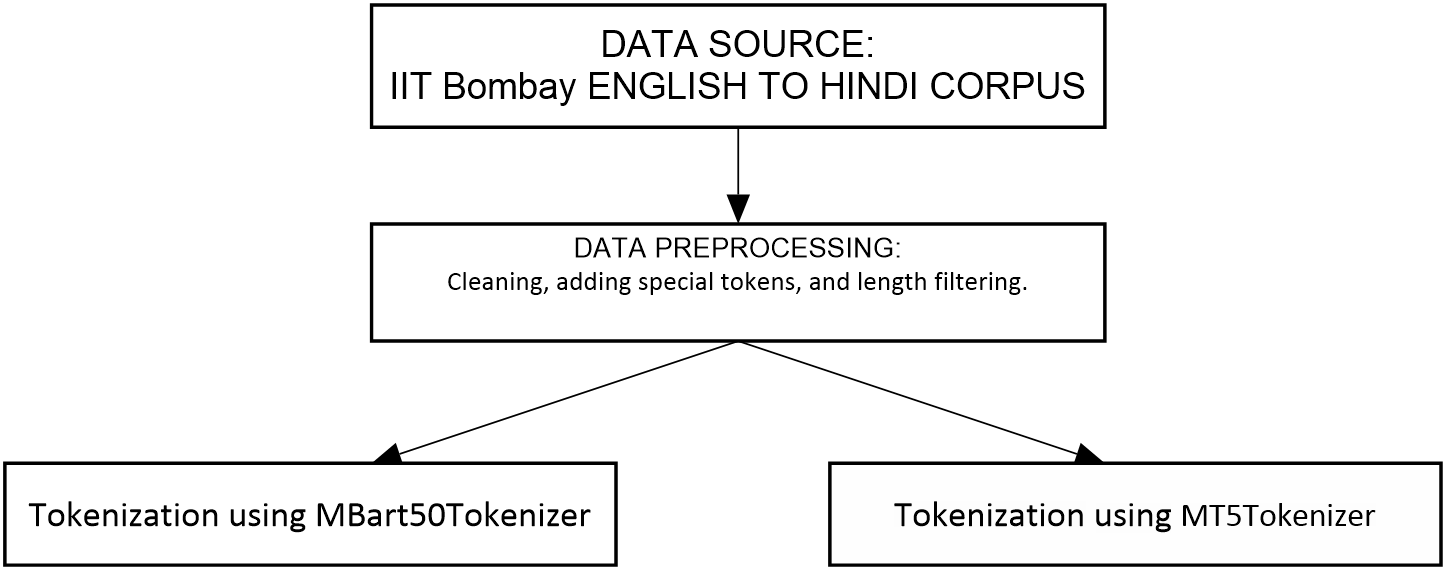 DATA SOURCE:
IIT Bombay ENGLISH TO HINDI CORPUS
DATA PREPROCESSING:
Cleaning, adding special tokens, and length filtering.
Tokenization using MBart50Tokenizer
Tokenization using MT5Tokenizer